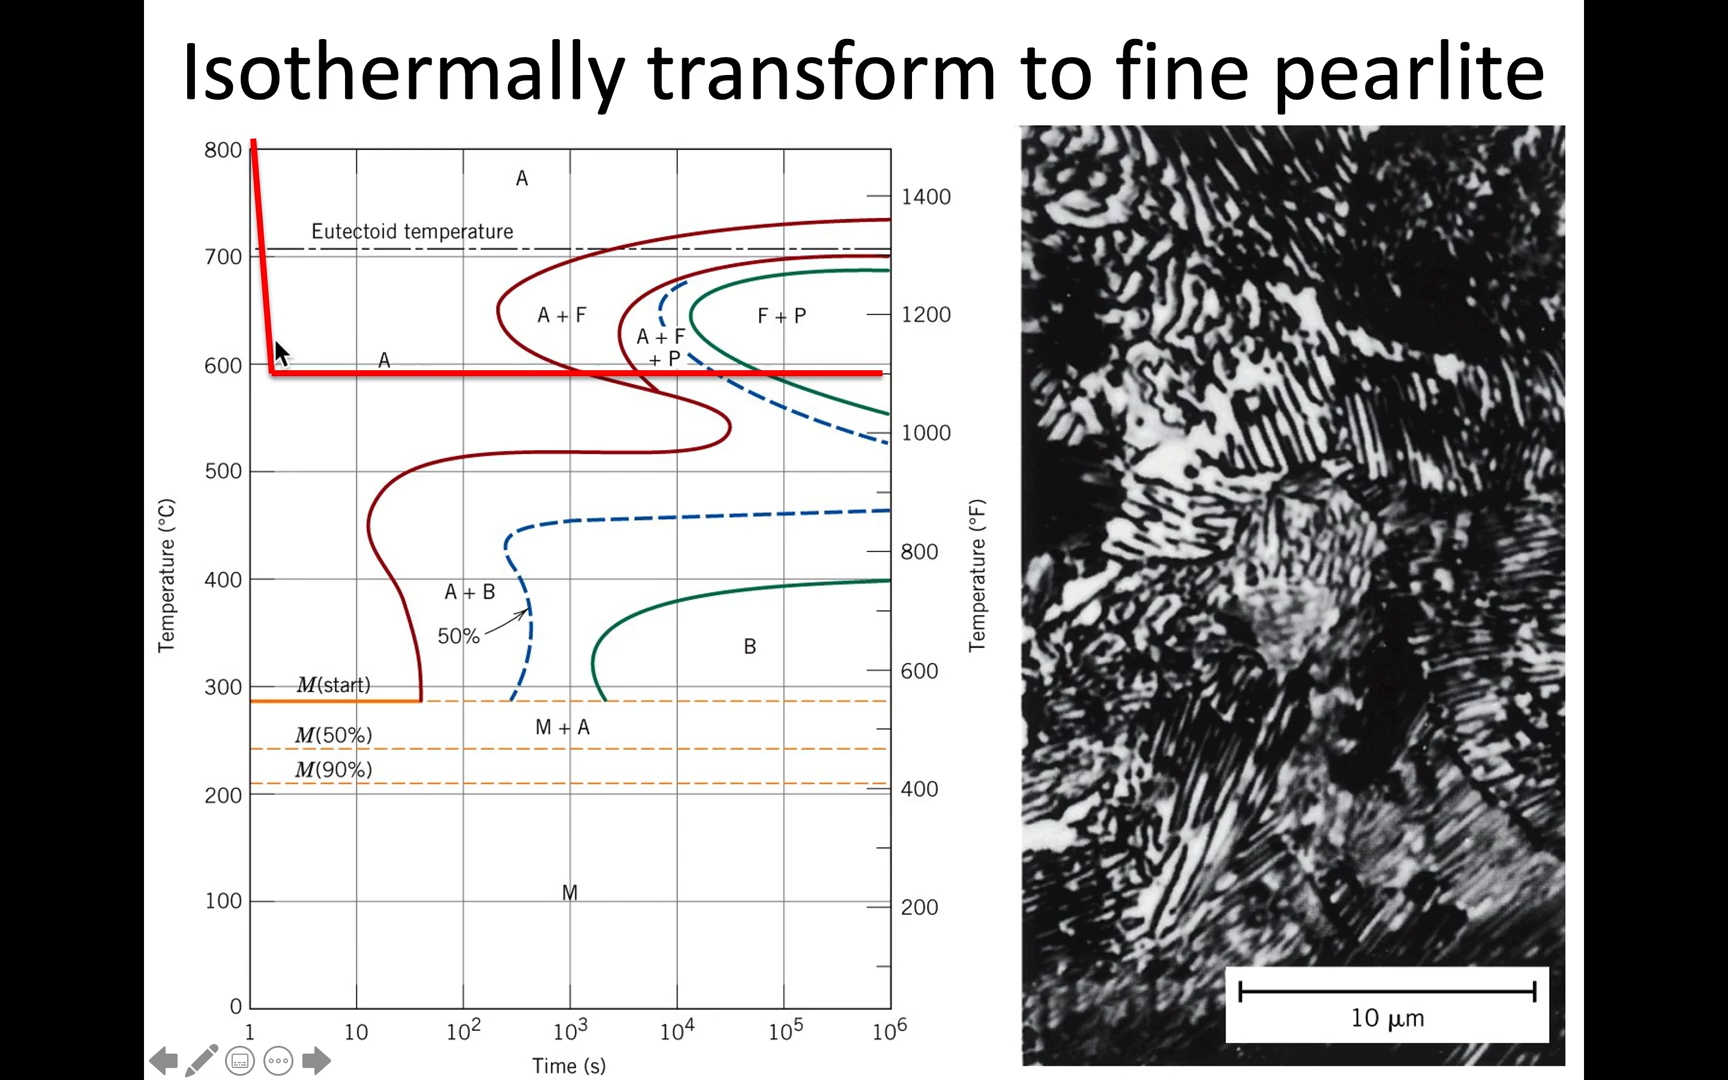 Isothermally transform to fine pearlite
800
A
1400
Eutectoid temperature
700
A + F
F + P
1200
A + F
+ P
A
600
1000
500
Temperature (°C)
Temperature (°F)
800
400
A + B
50%
B
600
M(start)
300
M + A
M(50%)
M(90%)
200
400
M
100
200
0
1
10
10²
10³
10⁴
10⁵
10⁶
Time (s)
10 µm